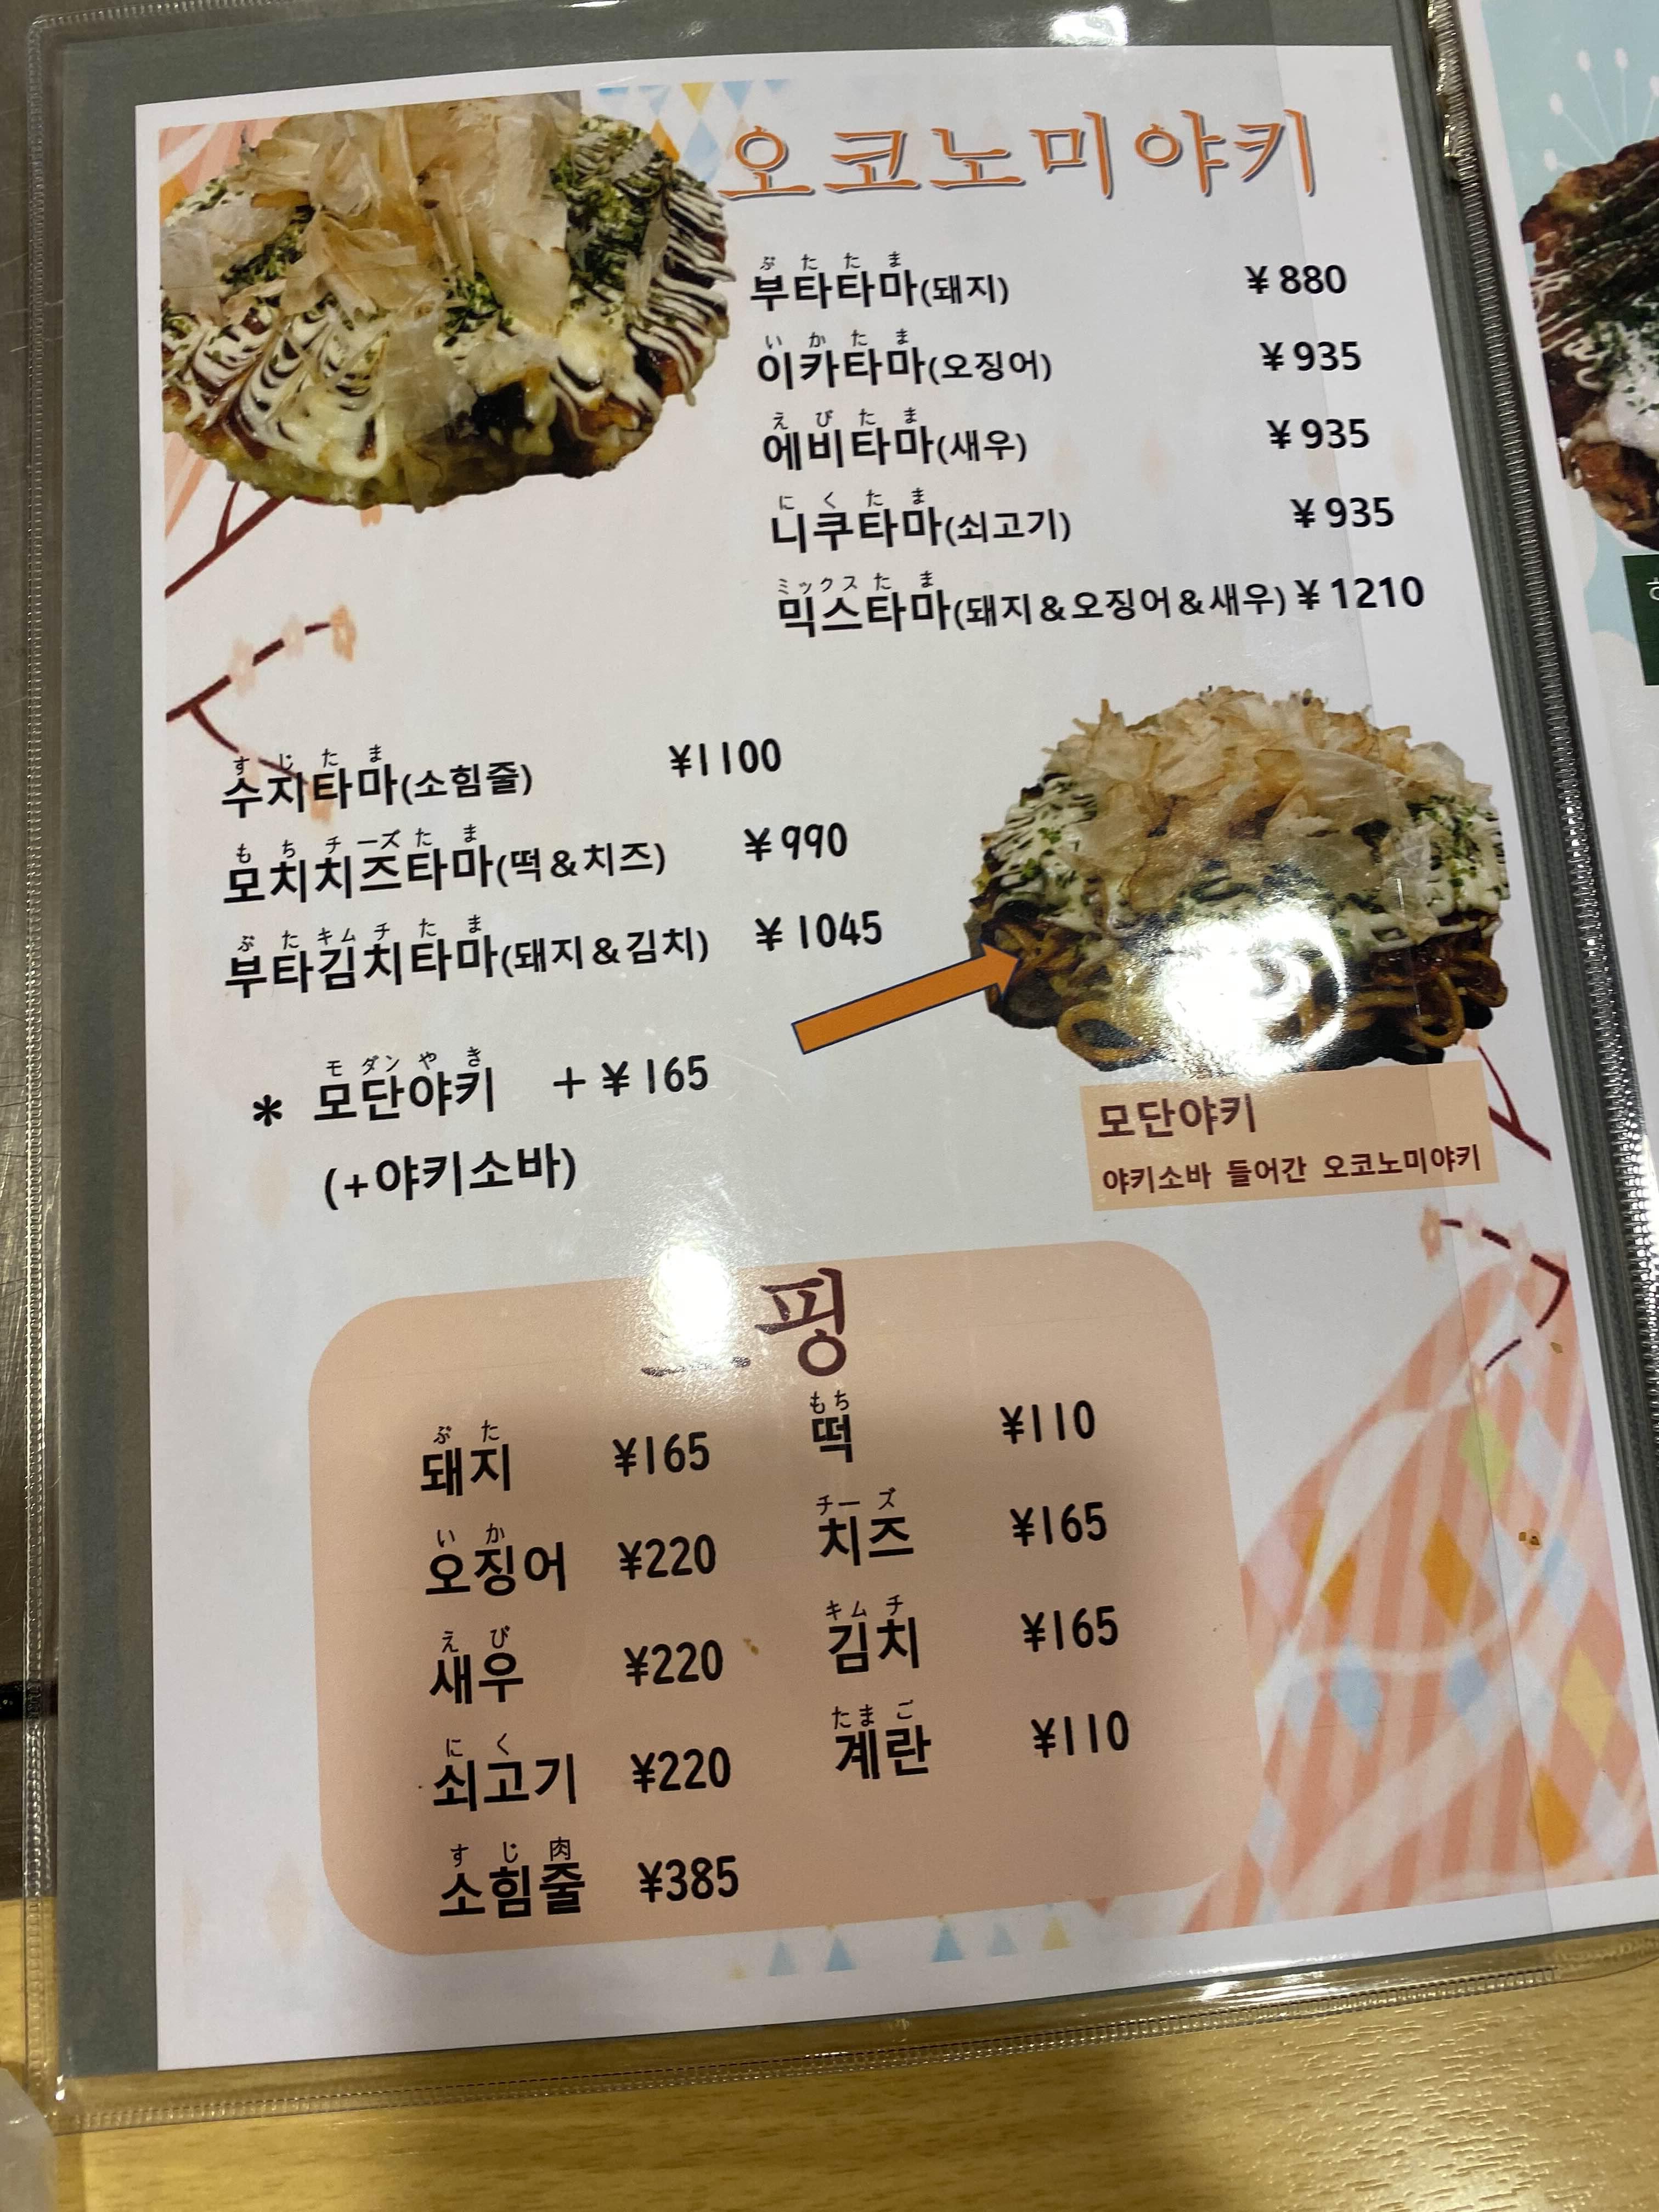 오코노미야키
ぶたたま
부타타마(돼지) ¥880
いかたま
이카타마(오징어) ¥935
えびたま
에비타마(새우) ¥935
にくたま
니쿠타마(쇠고기) ¥935
ミックスたま
믹스타마(돼지&오징어&새우) ¥1210
すじたま
수지타마(소힘줄) ¥1100
もちチーズたま
모치치즈타마(떡&치즈) ¥990
ぶたキムチたま
부타김치타마(돼지&김치) ¥1045
モダンやき
* 모단야키 +¥165
(+야키소바)
모단야키
야키소바 들어간 오코노미야키
핑
ぶた
돼지 ¥165
いか
오징어 ¥220
えび
새우 ¥220
にく
쇠고기 ¥220
すじ肉
소힘줄 ¥385
もち
떡 ¥110
チーズ
치즈 ¥165
キムチ
김치 ¥165
たまご
계란 ¥110